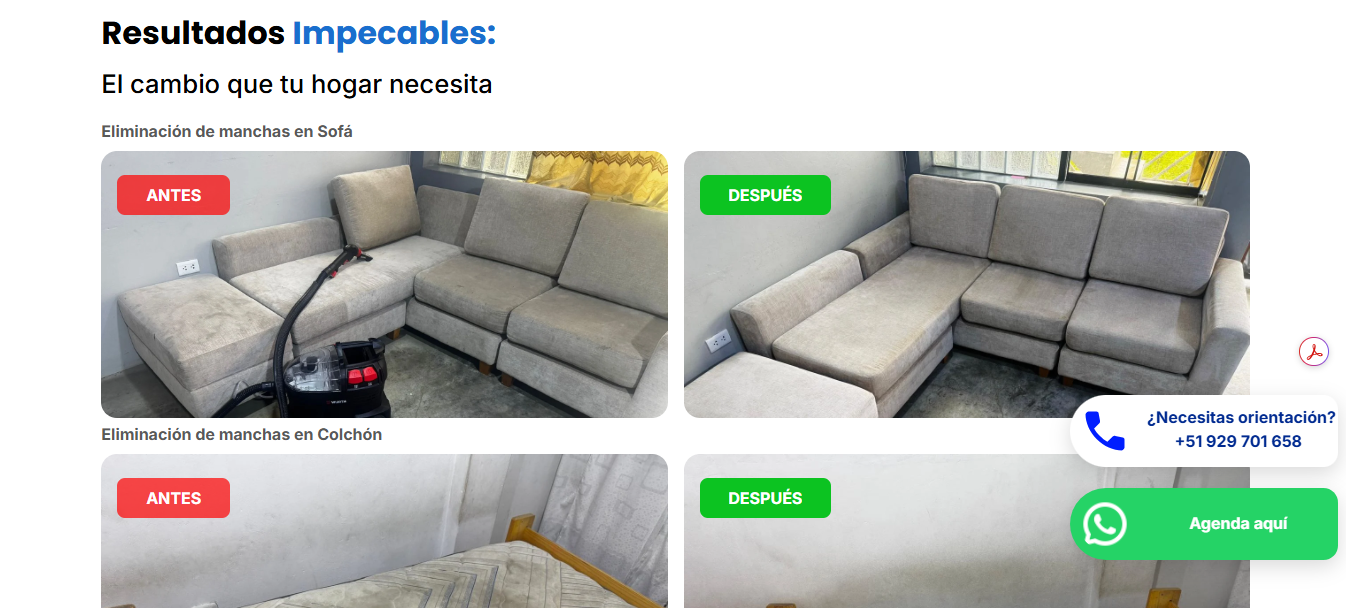 Resultados Impecables:
El cambio que tu hogar necesita
Eliminación de manchas en Sofá
ANTES
DESPUÉS
¿Necesitas orientación?
+51 929 701 658
Eliminación de manchas en Colchón
ANTES
DESPUÉS
Agenda aquí